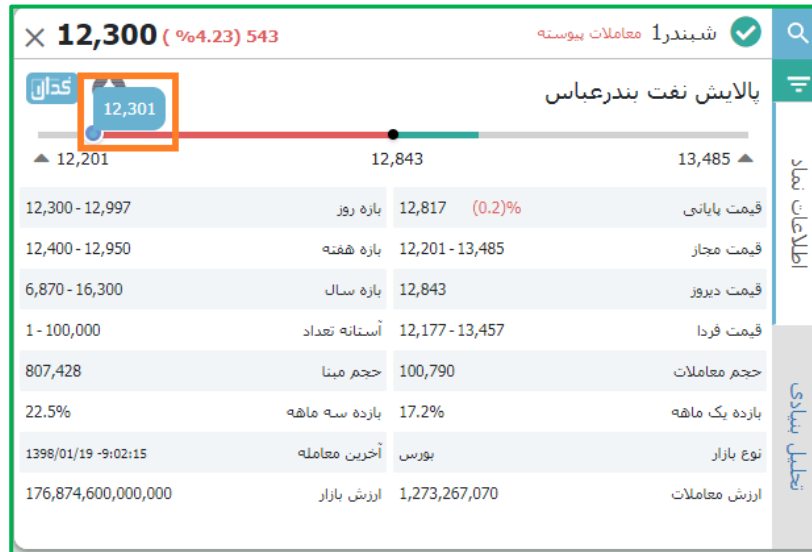 شبندر1 معاملات پیوسته 543 (4.23% ) 12,300 ×
پالایش نفت بندرعباس
کدال
12,301
13,485 12,843 12,201
قیمت پایانی 12,817 (0.2)% بازه روز 12,300 - 12,997
قیمت مجاز 12,201 - 13,485 بازه هفته 12,400 - 12,950
قیمت دیروز 12,843 بازه سال 6,870 - 16,300
قیمت فردا 12,177 - 13,457 آستانه تعداد 1 - 100,000
حجم معاملات 100,790 حجم مبنا 807,428
بازده یک ماهه 17.2% بازده سه ماهه 22.5%
نوع بازار بورس آخرین معامله 1398/01/19 -9:02:15
ارزش معاملات 1,273,267,070 ارزش بازار 176,874,600,000,000
اطلاعات نماد
تحلیل بنیادی